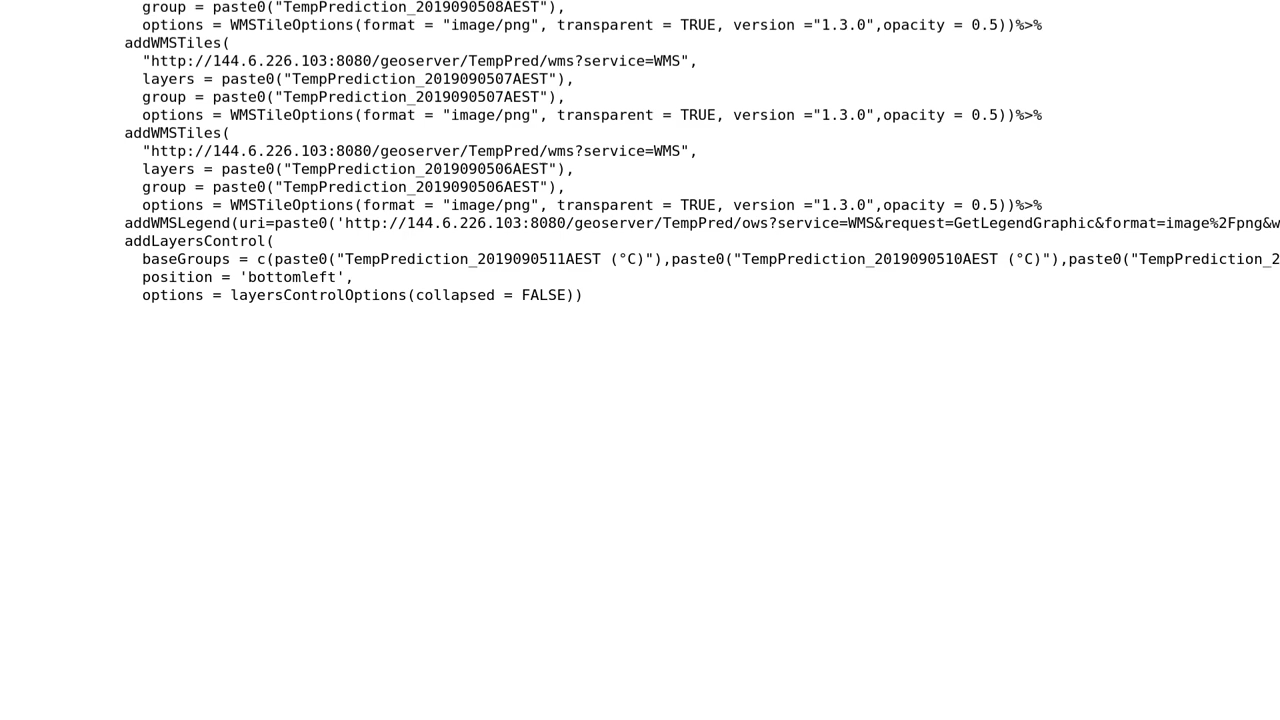 group = paste0("TempPrediction_2019090508AEST"),
options = WMSTileOptions(format = "image/png", transparent = TRUE, version ="1.3.0",opacity = 0.5))%>%
addWMSTiles(
"http://144.6.226.103:8080/geoserver/TempPred/wms?service=WMS",
layers = paste0("TempPrediction_2019090507AEST"),
group = paste0("TempPrediction_2019090507AEST"),
options = WMSTileOptions(format = "image/png", transparent = TRUE, version ="1.3.0",opacity = 0.5))%>%
addWMSTiles(
"http://144.6.226.103:8080/geoserver/TempPred/wms?service=WMS",
layers = paste0("TempPrediction_2019090506AEST"),
group = paste0("TempPrediction_2019090506AEST"),
options = WMSTileOptions(format = "image/png", transparent = TRUE, version ="1.3.0",opacity = 0.5))%>%
addWMSLegend(uri=paste0('http://144.6.226.103:8080/geoserver/TempPred/ows?service=WMS&request=GetLegendGraphic&format=image%2Fpng&w
addLayersControl(
baseGroups = c(paste0("TempPrediction_2019090511AEST (°C)"),paste0("TempPrediction_2019090510AEST (°C)"),paste0("TempPrediction_2
position = 'bottomleft',
options = layersControlOptions(collapsed = FALSE))